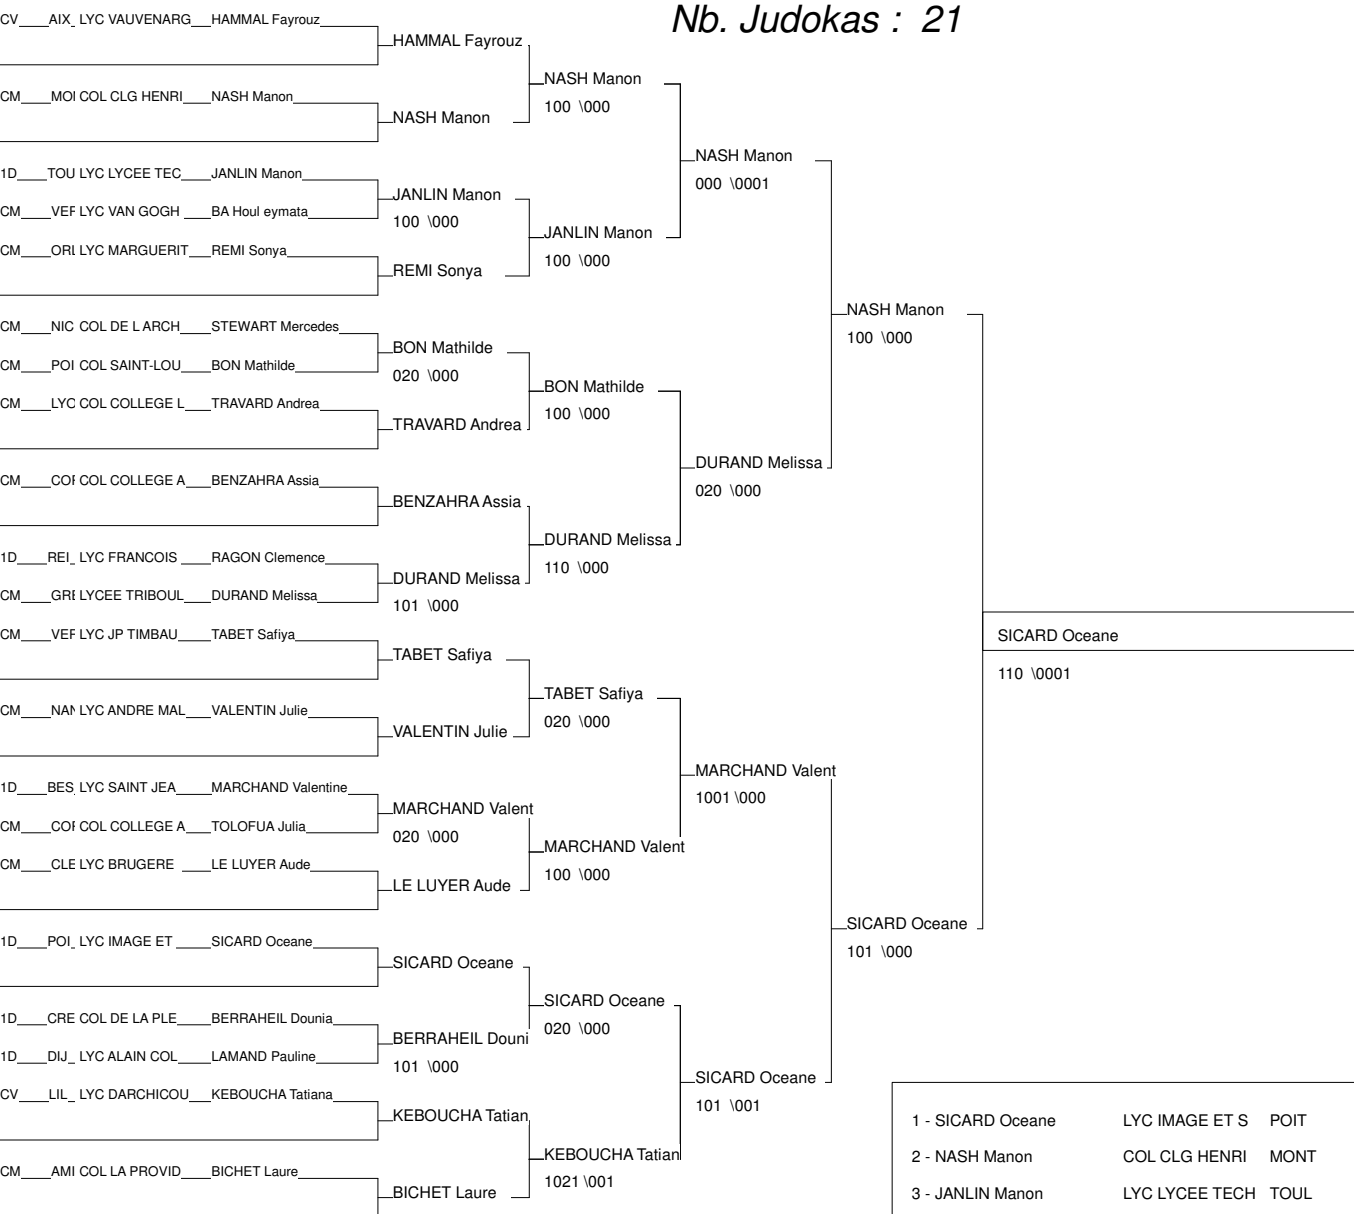 Nb. Judokas : 21
CV AIX_ LYC VAUVENARG HAMMAL Fayrouz
HAMMAL Fayrouz
NASH Manon
100 \000
CM MOI COL CLG HENRI NASH Manon
NASH Manon
NASH Manon
000 \0001
1D TOU LYC LYCEE TEC JANLIN Manon
JANLIN Manon
100 \000
CM VEF LYC VAN GOGH BA Houl eymata
JANLIN Manon
100 \000
CM ORL LYC MARGUERIT REMI Sonya
REMI Sonya
NASH Manon
100 \000
CM NIC COL DE L ARCH STEWART Mercedes
BON Mathilde
020 \000
CM POI COL SAINT-LOU BON Mathilde
BON Mathilde
100 \000
CM LYC COL COLLEGE L TRAVARD Andrea
TRAVARD Andrea
DURAND Melissa
020 \000
CM COF COL COLLEGE A BENZAHRA Assia
BENZAHRA Assia
DURAND Melissa
110 \000
1D REI_ LYC FRANCOIS RAGON Clemence
DURAND Melissa
101 \000
CM GRE LYCEE TRIBOUL DURAND Melissa
SICARD Oceane
110 \0001
CM VEF LYC JP TIMBAU TABET Safiya
TABET Safiya
TABET Safiya
020 \000
CM NAN LYC ANDRE MAL VALENTIN Julie
VALENTIN Julie
MARCHAND Valent
1001 \000
1D BES LYC SAINT JEA MARCHAND Valentine
MARCHAND Valent
020 \000
CM COF COL COLLEGE A TOLOFUA Julia
MARCHAND Valent
100 \000
CM CLE LYC BRUGERE LE LUYER Aude
LE LUYER Aude
SICARD Oceane
101 \000
1D POI_ LYC IMAGE ET SICARD Oceane
SICARD Oceane
SICARD Oceane
020 \000
1D CRE COL DE LA PLE BERRAHEIL Dounia
BERRAHEIL Douni
101 \000
1D DIJ_ LYC ALAIN COL LAMAND Pauline
SICARD Oceane
101 \001
CV LIL_ LYC DARCHICOU KEBOUCHA Tatiana
KEBOUCHA Tatian
KEBOUCHA Tatian
1021 \001
CM AMI COL LA PROVID BICHET Laure
BICHET Laure
1 - SICARD Oceane LYC IMAGE ET S POIT
2 - NASH Manon COL CLG HENRI MONT
3 - JANLIN Manon LYC LYCEE TECH TOUL